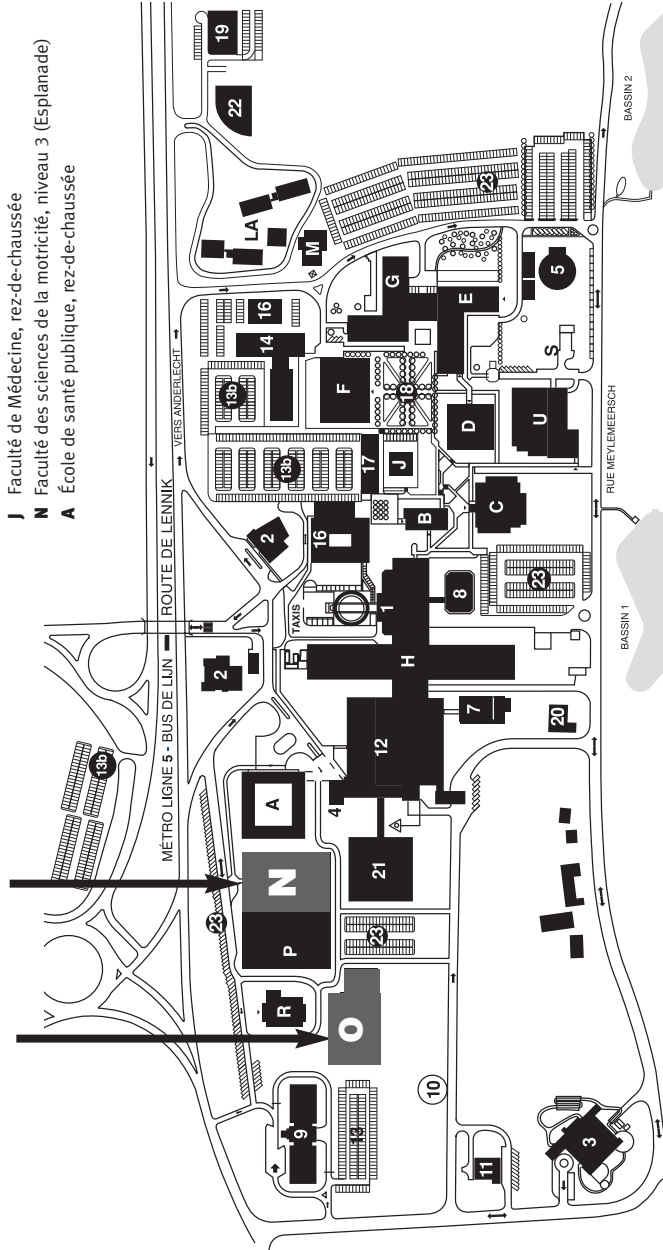 J Faculté de Médecine, rez-de-chaussée
N Faculté des sciences de la motricité, niveau 3 (Esplanade)
A École de santé publique, rez-de-chaussée
MÉTRO LIGNE 5 - BUS DE LIJN
ROUTE DE LENNIK
VERS ANDERLECHT
19
22
LA
M
23
BASSIN 2
13b
16
14
G
E
5
S
F
18
13b
17
J
D
U
RUE MEYLEMEERSCH
2
16
B
C
TAXIS
1
8
23
BASSIN 1
2
H
7
20
12
13b
A
4
21
N
P
23
23
R
O
10
9
13
11
3